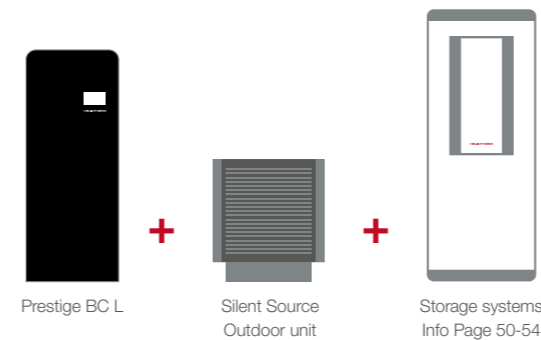 +
+
Prestige BC L
Silent Source
Outdoor unit
Storage systems
Info Page 50-54